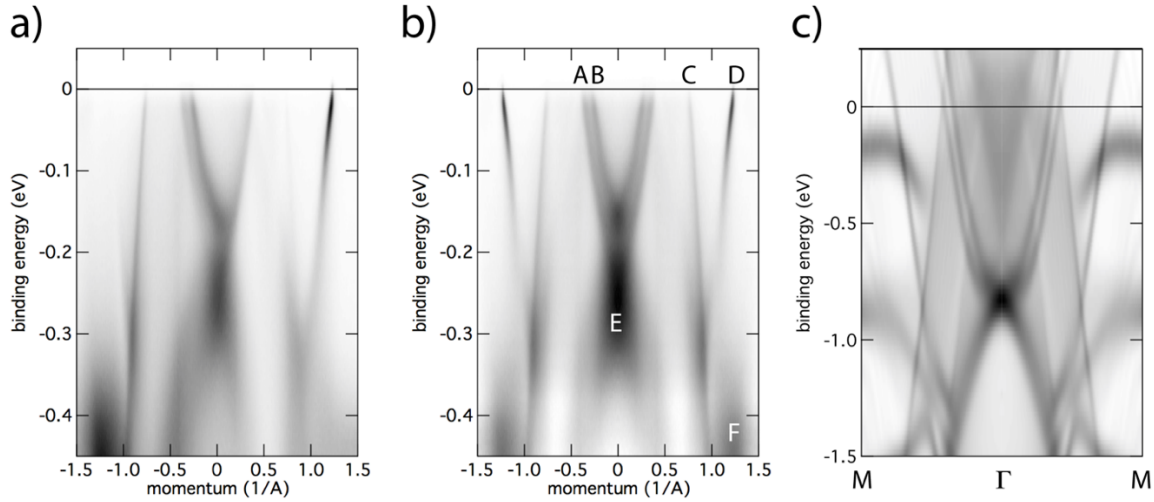 a)
b)
c)
A B C D
0
-0.1
-0.2
-0.3
-0.4
binding energy (eV)
-1.5 -1.0 -0.5 0 0.5 1.0 1.5
momentum (1/A)
0
-0.1
-0.2
-0.3
-0.4
binding energy (eV)
E
F
-1.5 -1.0 -0.5 0 0.5 1.0 1.5
momentum (1/A)
0
-0.5
-1.0
-1.5
binding energy (eV)
M Γ M